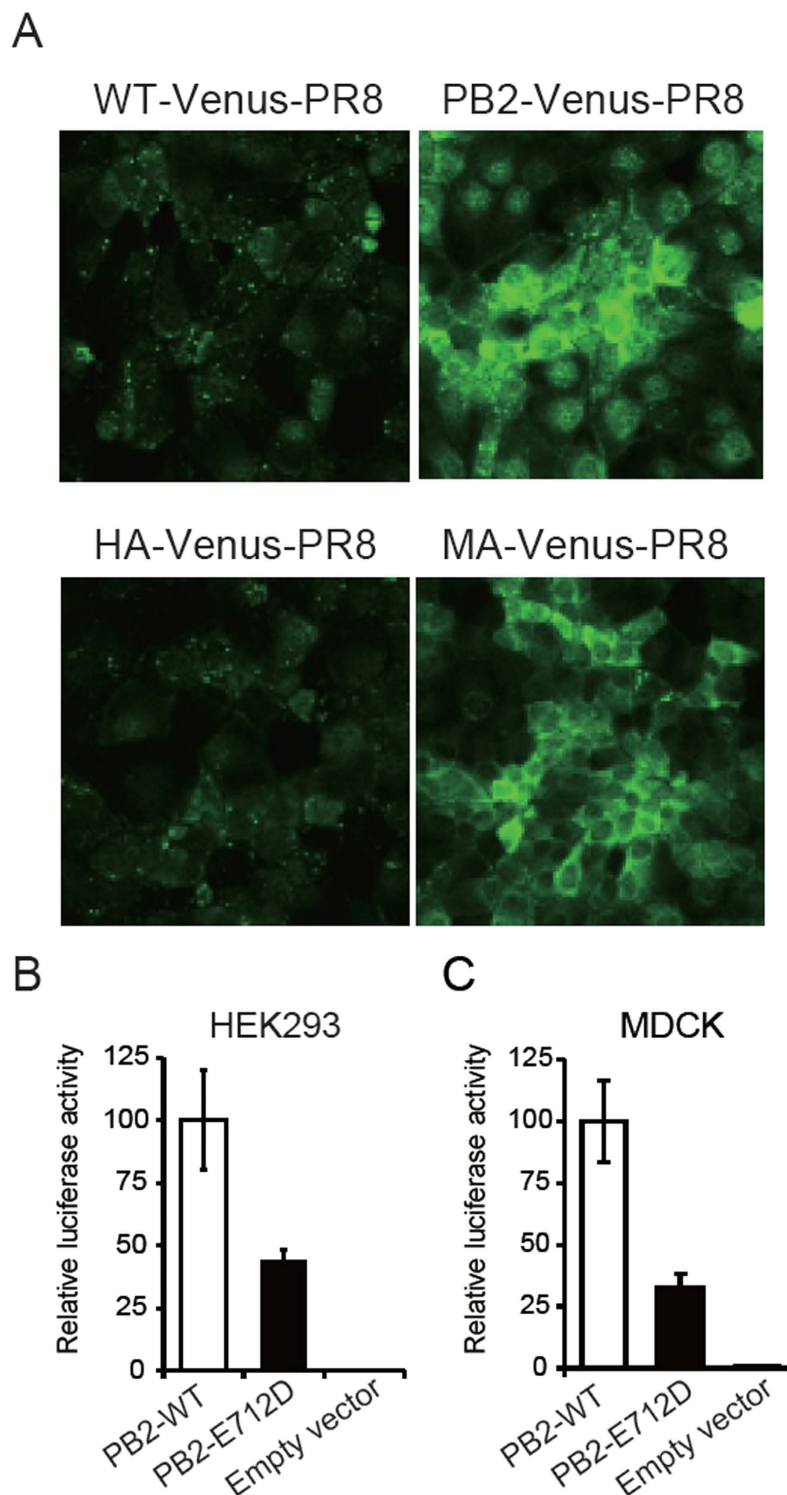 A
WT-Venus-PR8 PB2-Venus-PR8
HA-Venus-PR8 MA-Venus-PR8
B
HEK293
Relative luciferase activity
125
100
75
50
25
0
PB2-WT
PB2-E712D
Empty vector
C
MDCK
Relative luciferase activity
125
100
75
50
25
0
PB2-WT
PB2-E712D
Empty vector